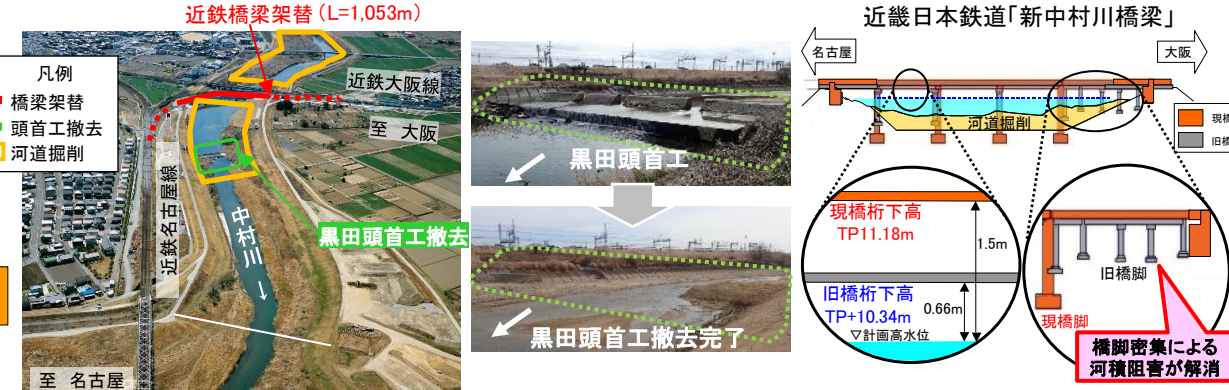 近鉄橋梁架替（L=1,053m）
凡例
橋梁架替
頭首工撤去
河道掘削
近鉄大阪線
至 大阪
近鉄名古屋線
中村川
黒田頭首工撤去
至 名古屋
黒田頭首工
黒田頭首工撤去完了
近畿日本鉄道「新中村川橋梁」
名古屋
大阪
河道掘削
現橋
旧橋
現橋桁下高
TP11.18m
1.5m
旧橋桁下高
TP+10.34m
0.66m
▽計画高水位
旧橋脚
現橋脚
橋脚密集による
河積阻害が解消